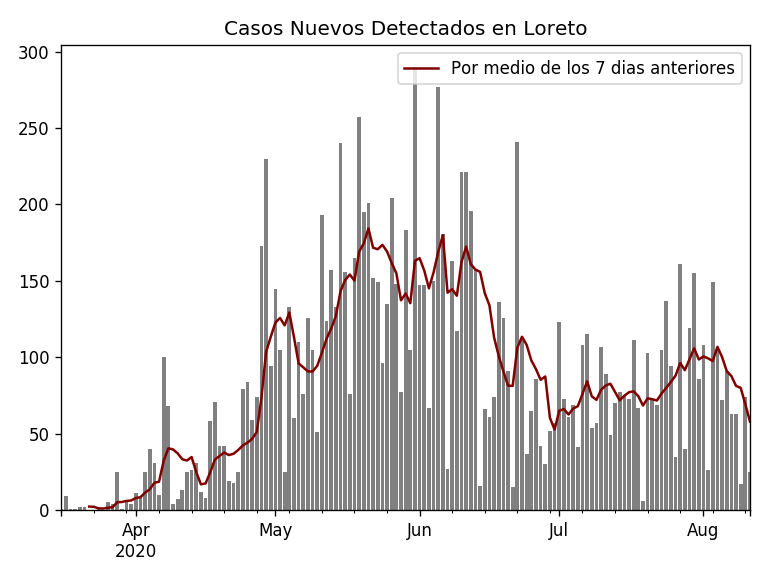 Casos Nuevos Detectados en Loreto
Por medio de los 7 dias anteriores
300
250
200
150
100
50
0
Apr
May
Jun
Jul
Aug
2020